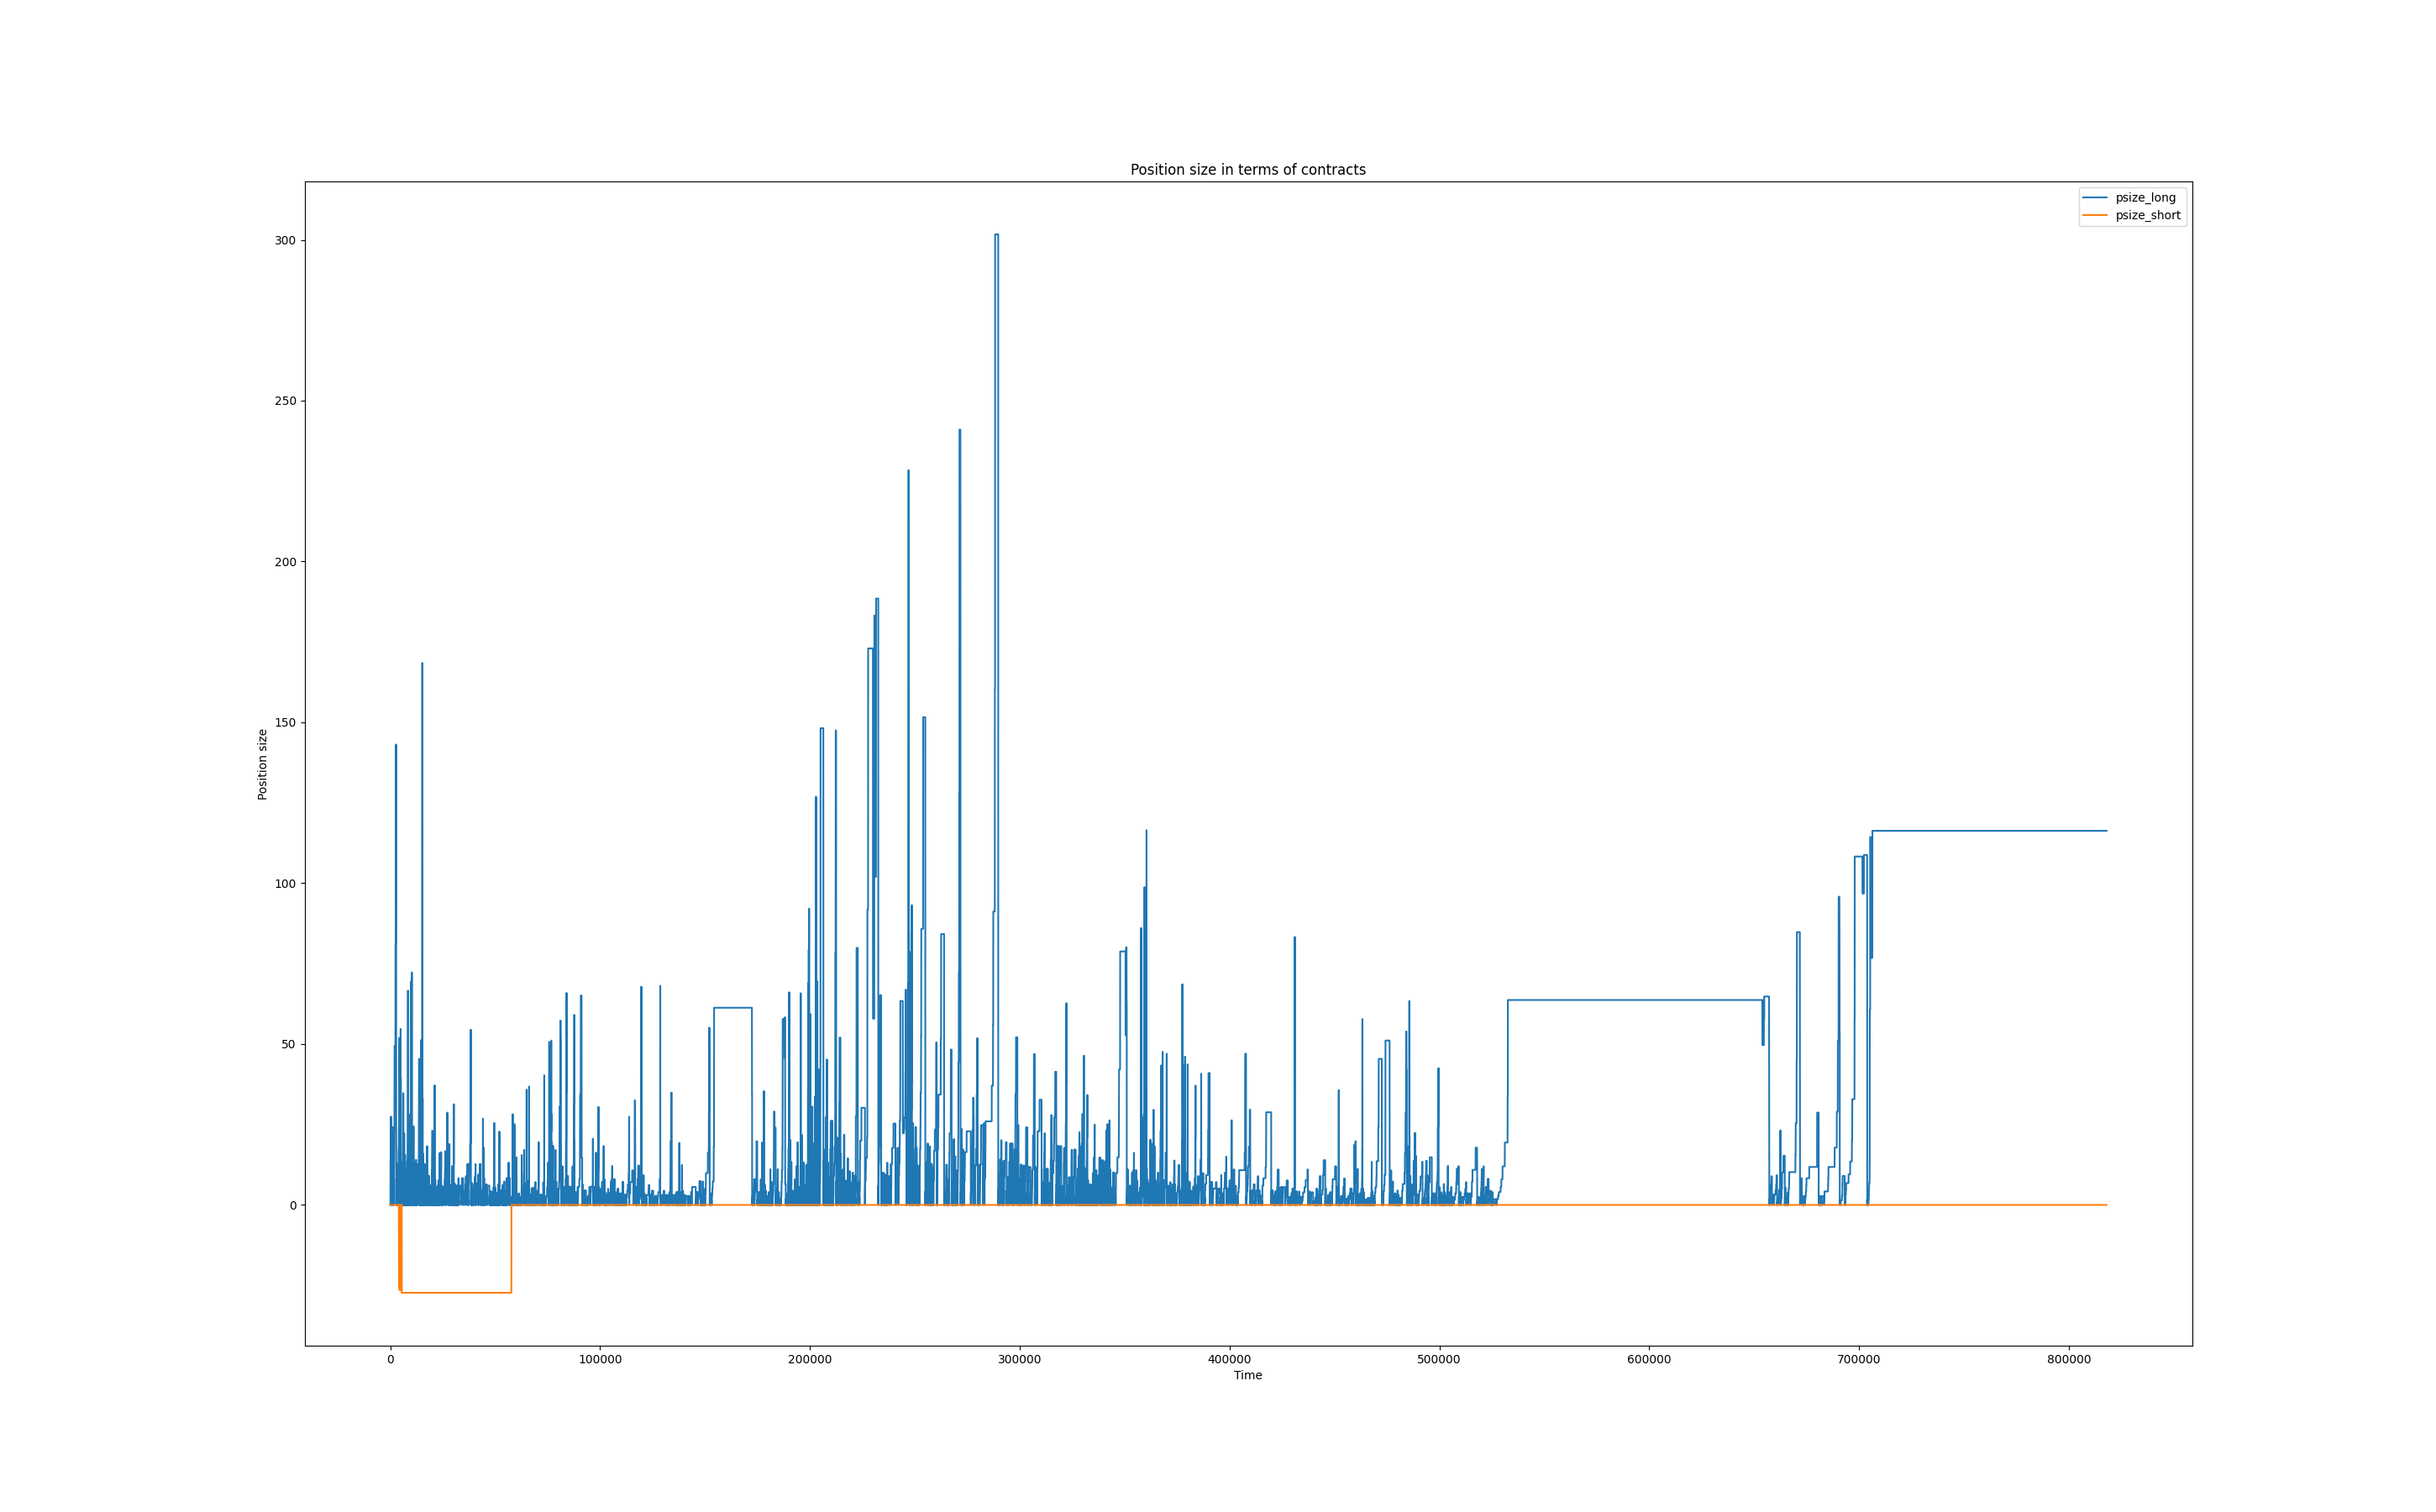 Position size in terms of contracts
psize_long
psize_short
300
250
200
150
100
50
0
Position size
0 100000 200000 300000 400000 500000 600000 700000 800000
Time